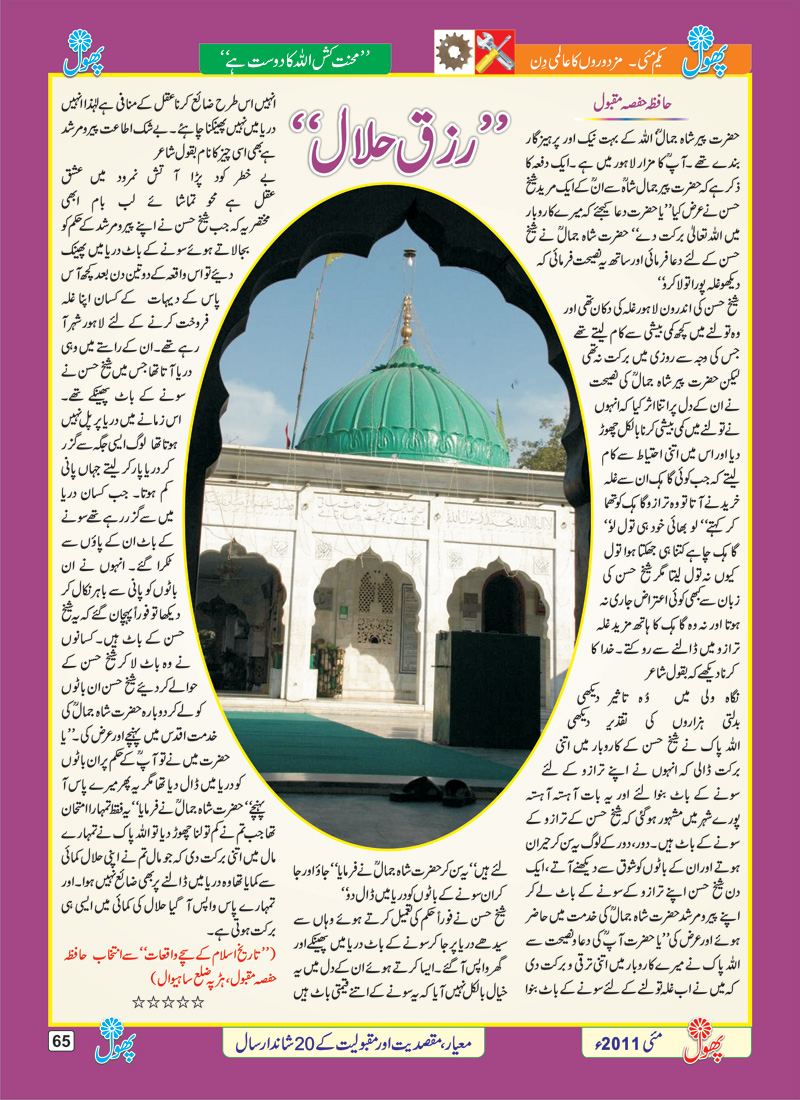 پھول
یکم مئی۔ مزدوروں کا عالمی دن
”محنت کش اللہ کا دوست ہے“
پھول
”رزق حلال“
حافظہ حفصہ مقبول
حضرت پیر شاہ جمالؒ اللہ کے بہت نیک اور پرہیزگار
بندے تھے۔ آپؒ کا مزار لاہور میں ہے۔ ایک دفعہ کا
ذکر ہے کہ حضرت پیر جمال شاہؒ سے انؒ کے ایک مرید شیخ
حسن نے عرض کیا ”یا حضرت دعا کیجئے کہ میرے کاروبار
میں اللہ تعالیٰ برکت دے“ حضرت شاہ جمالؒ نے شیخ
حسن کے لئے دعا فرمائی اور ساتھ یہ نصیحت فرمائی کہ
دیکھو غلہ پورا تولا کرو“
شیخ حسن کی اندرون لاہور غلہ کی دکان تھی اور
وہ تولنے میں کچھ کمی بیشی سے کام لیتے تھے
جس کی وجہ سے روزی میں برکت نہ تھی
لیکن حضرت پیر شاہ جمالؒ کی نصیحت
نے ان کے دل پر اتنا اثر کیا کہ انہوں
نے تولنے میں کمی بیشی کرنا بالکل چھوڑ
دیا اور اس میں اتنی احتیاط سے کام
لیتے کہ جب کوئی گاہک ان سے غلہ
خریدنے آتا تو وہ ترازو گاہک کو تھما
کر کہتے“ لو بھائی خود ہی تول لو“
گاہک چاہے کتنا ہی جھکتا ہوا تول
کیوں نہ تول لیتا مگر شیخ حسن کی
زبان سے کبھی کوئی اعتراض جاری نہ
ہوتا اور نہ وہ گاہک کا ہاتھ مزید غلہ
ترازو میں ڈالنے سے روکتے۔ خدا کا
کرنا دیکھئے کہ بقول شاعر
نگاہ ولی میں وُہ تاثیر دیکھی
بدلتی ہزاروں کی تقدیر دیکھی
اللہ پاک نے شیخ حسن کے کاروبار میں اتنی
برکت ڈالی کہ انہوں نے اپنے ترازو کے لئے
سونے کے باٹ بنوا لئے اور یہ بات آہستہ آہستہ
پورے شہر میں مشہور ہو گئی کہ شیخ حسن کے ترازو کے
سونے کے باٹ ہیں۔ دور، دور کے لوگ یہ سن کر حیران
ہوتے اور ان کے باٹوں کو شوق سے دیکھنے آتے، ایک
دن شیخ حسن اپنے ترازو کے سونے کے باٹ لے کر
اپنے پیر و مرشد حضرت شاہ جمالؒ کی خدمت میں حاضر
ہوئے اور عرض کی ”یا حضرت آپؒ کی دعا و نصیحت سے
اللہ پاک نے میرے کاروبار میں اتنی ترقی و برکت دی
کہ میں نے اب غلہ تولنے کے لئے سونے کے باٹ بنوا
لئے ہیں“ یہ سن کر حضرت شاہ جمالؒ نے فرمایا ”جاؤ اور جا
کر ان سونے کے باٹوں کو دریا میں ڈال دو“
شیخ حسن نے فوراً حکم کی تعمیل کرتے ہوئے وہاں سے
سیدھے دریا پر جا کر سونے کے باٹ دریا میں پھینکے اور
گھر واپس آ گئے۔ ایسا کرتے ہوئے ان کے دل میں یہ
خیال بالکل نہیں آیا کہ یہ سونے کے اتنے قیمتی باٹ ہیں
انہیں اس طرح ضائع کرنا عقل کے منافی ہے لہٰذا انہیں
دریا میں نہیں پھینکنا چاہئے۔ بے شک اطاعت پیر و مرشد
ہے بھی اسی چیز کا نام بقول شاعر
بے خطر کود پڑا آتش نمرود میں عشق
عقل ہے محو تماشائے لب بام ابھی
مختصر یہ کہ جب شیخ حسن نے اپنے پیر و مرشد کے حکم کو
بجا لاتے ہوئے سونے کے باٹ دریا میں پھینک
دیئے تو اس واقعہ کے دو تین دن بعد کچھ آس
پاس کے دیہات کے کسان اپنا غلہ
فروخت کرنے کے لئے لاہور شہر آ
رہے تھے۔ ان کے راستے میں وہی
دریا آتا تھا جس میں شیخ حسن نے
سونے کے باٹ پھینکے تھے۔
اس زمانے میں دریا پر پل نہیں
ہوتا تھا لوگ ایسی جگہ سے گزر
کر دریا پار کر لیتے جہاں پانی
کم ہوتا۔ جب کسان دریا
میں سے گزر رہے تھے سونے
کے باٹ ان کے پاؤں سے
ٹکرا گئے۔ انہوں نے ان
باٹوں کو پانی سے باہر نکال کر
دیکھا تو فوراً پہچان گئے کہ یہ شیخ
حسن کے باٹ ہیں۔ کسانوں
نے وہ باٹ لا کر شیخ حسن کے
حوالے کر دیئے شیخ حسن ان باٹوں
کو لے کر دوبارہ حضرت شاہ جمالؒ کی
خدمت اقدس میں پہنچے اور عرض کی۔ ”یا
حضرت میں نے تو آپؒ کے حکم پر ان باٹوں
کو دریا میں ڈال دیا تھا مگر یہ پھر میرے پاس آ
پہنچے“ حضرت شاہ جمالؒ نے فرمایا ”یہ فقط تمہارا امتحان
تھا جب تم نے کم تولنا چھوڑ دیا تو اللہ پاک نے تمہارے
مال میں اتنی برکت دی کہ جو مال تم نے اپنی حلال کمائی
سے کمایا تھا وہ دریا میں ڈالنے پر بھی ضائع نہیں ہوا۔ اور
تمہارے پاس واپس آ گیا حلال کی کمائی میں ایسی ہی
برکت ہوتی ہے۔
(”تاریخ اسلام کے سچے واقعات“ سے انتخاب حافظہ
حفصہ مقبول، ہڑپہ ضلع ساہیوال)
☆☆☆☆☆
پھول
مئی 2011ء
معیار، مقصدیت اور مقبولیت کے 20 شاندار سال
پھول
65